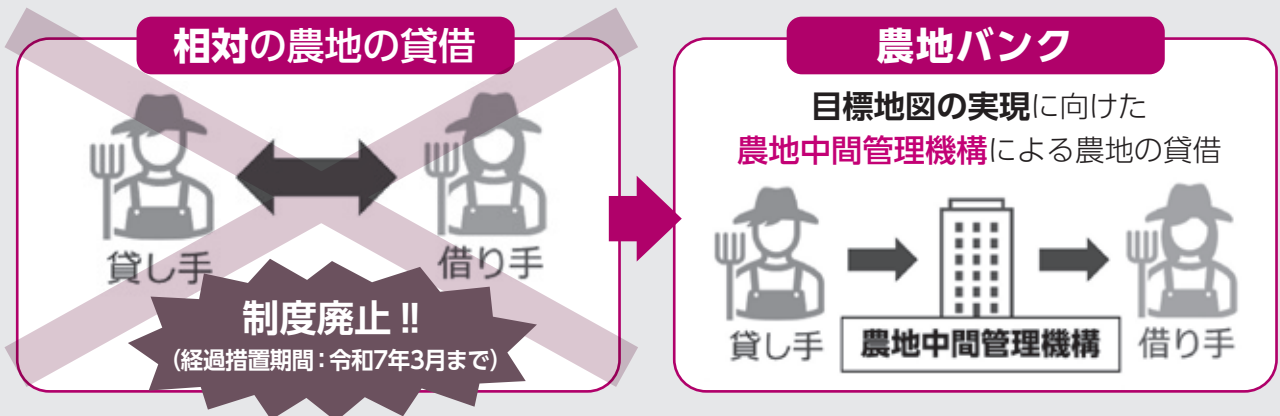 相対の農地の貸借
貸し手
借り手
制度廃止!!
(経過措置期間:令和7年3月まで)
農地バンク
目標地図の実現に向けた
農地中間管理機構による農地の貸借
貸し手
農地中間管理機構
借り手